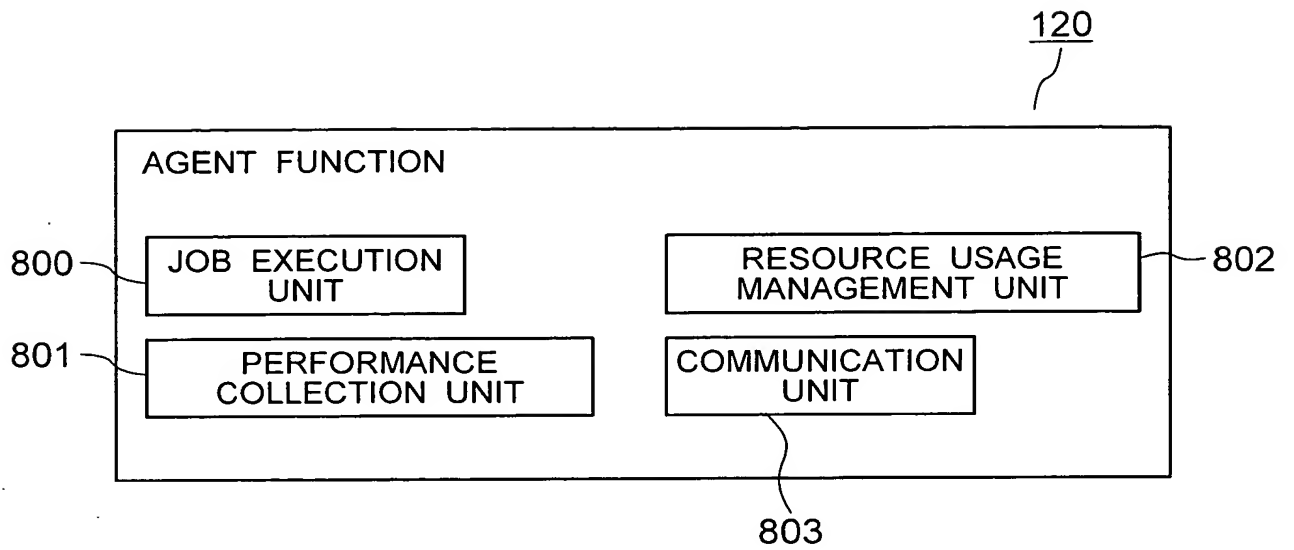 120
AGENT FUNCTION
800
JOB EXECUTION
UNIT
RESOURCE USAGE
MANAGEMENT UNIT
802
801
PERFORMANCE
COLLECTION UNIT
COMMUNICATION
UNIT
803